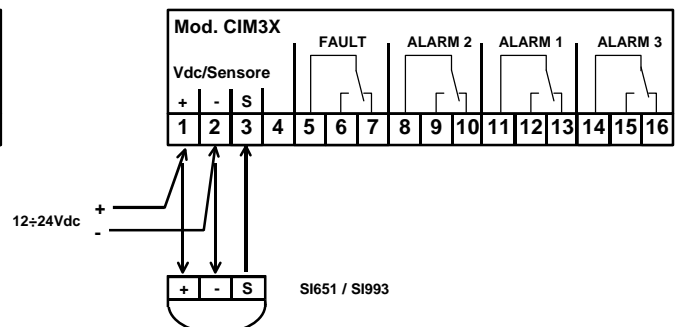 Mod. CIM3X
FAULT ALARM 2 ALARM 1 ALARM 3
Vdc/Sensore
+ - S
1 2 3 4 5 6 7 8 9 10 11 12 13 14 15 16
+
12÷24Vdc
-
+ - S SI651 / SI993